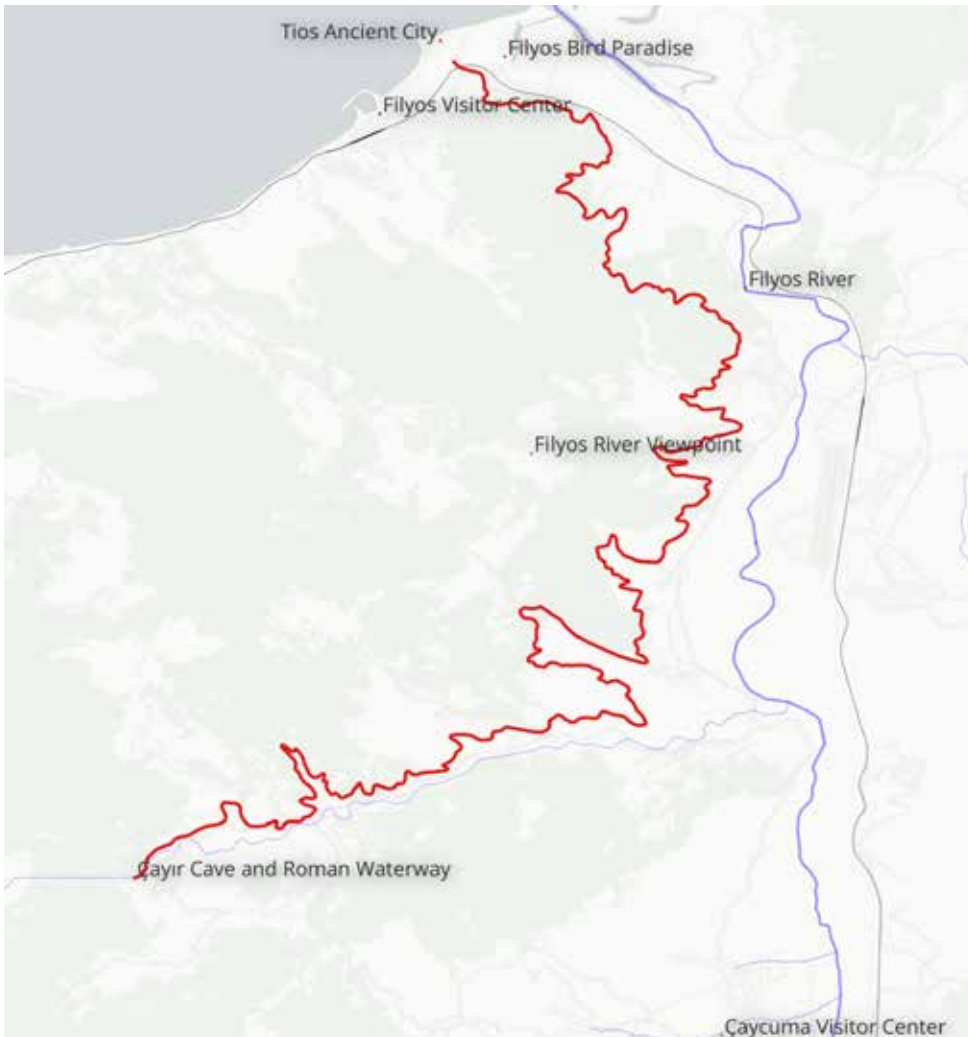 Tios Ancient City
Filyos Bird Paradise
Filyos Visitor Center
Filyos River
Filyos River Viewpoint
Çayır Cave and Roman Waterway
Çaycuma Visitor Center